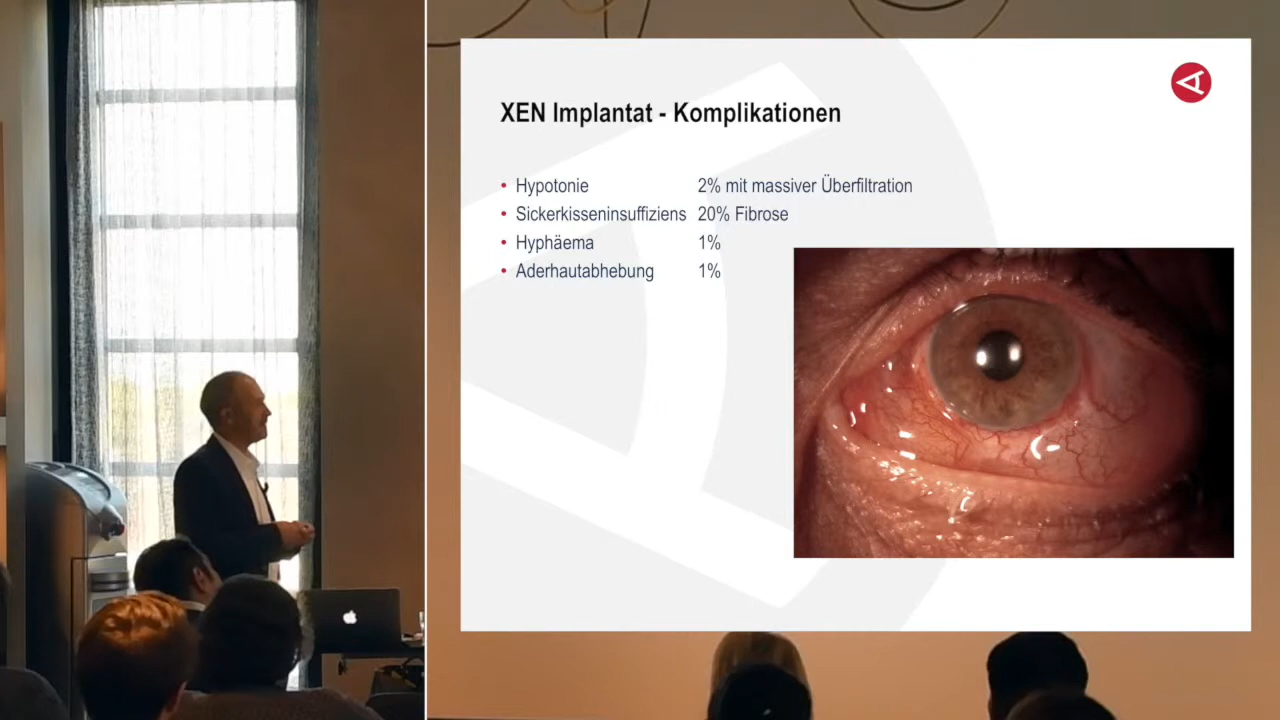 XEN Implantat - Komplikationen
• Hypotonie 2% mit massiver Überfiltration
• Sickerkisseninsuffiziens 20% Fibrose
• Hyphäema 1%
• Aderhautabhebung 1%